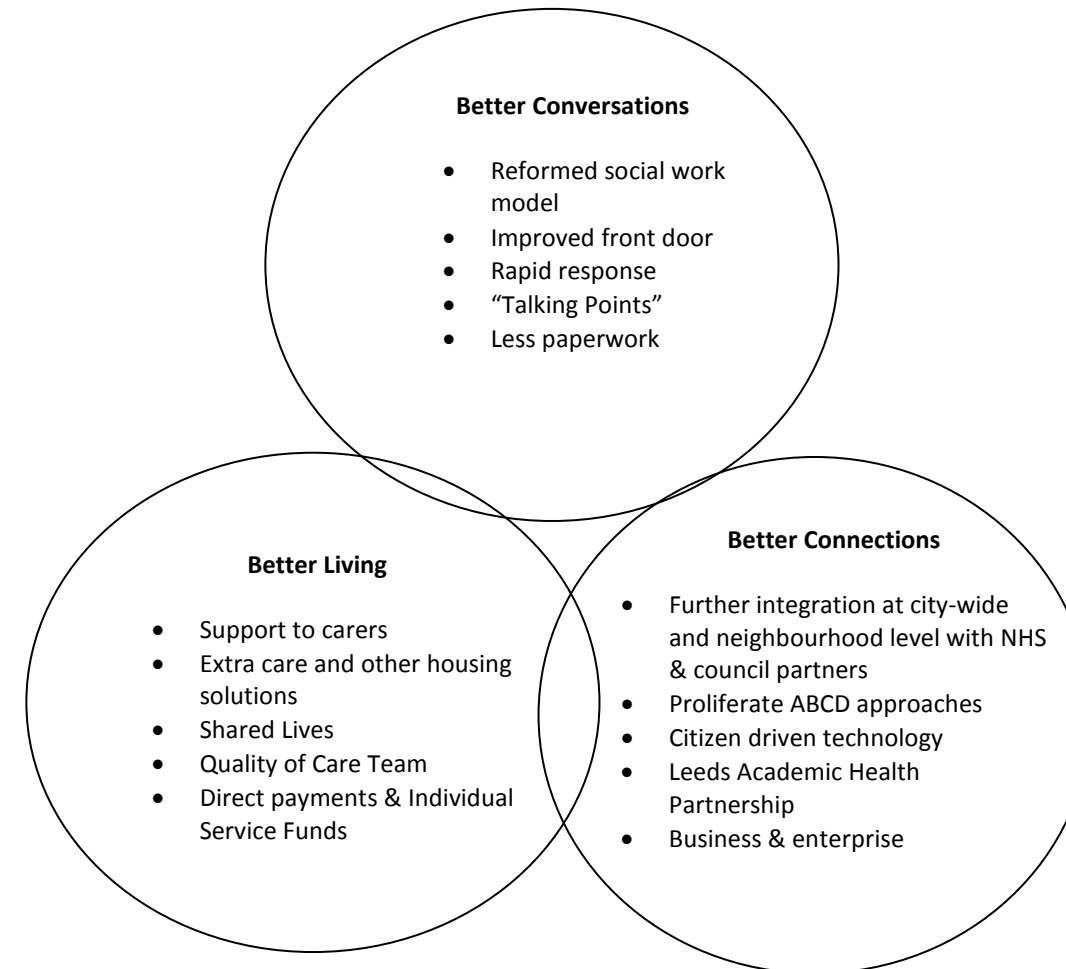 Better Conversations
• Reformed social work
model
• Improved front door
• Rapid response
• “Talking Points”
• Less paperwork
Better Living
• Support to carers
• Extra care and other housing
solutions
• Shared Lives
• Quality of Care Team
• Direct payments & Individual
Service Funds
Better Connections
• Further integration at city-wide
and neighbourhood level with NHS
& council partners
• Proliferate ABCD approaches
• Citizen driven technology
• Leeds Academic Health
Partnership
• Business & enterprise